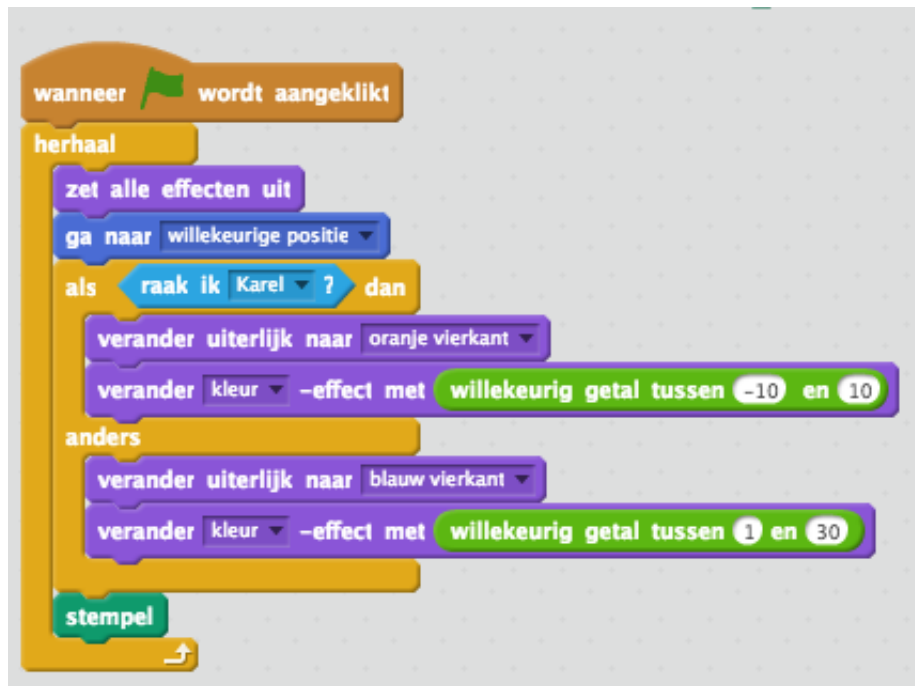 wanneer wordt aangeklikt
herhaal
zet alle effecten uit
ga naar willekeurige positie
als raak ik Karel ? dan
verander uiterlijk naar oranje vierkant
verander kleur -effect met willekeurig getal tussen -10 en 10
anders
verander uiterlijk naar blauw vierkant
verander kleur -effect met willekeurig getal tussen 1 en 30
stempel